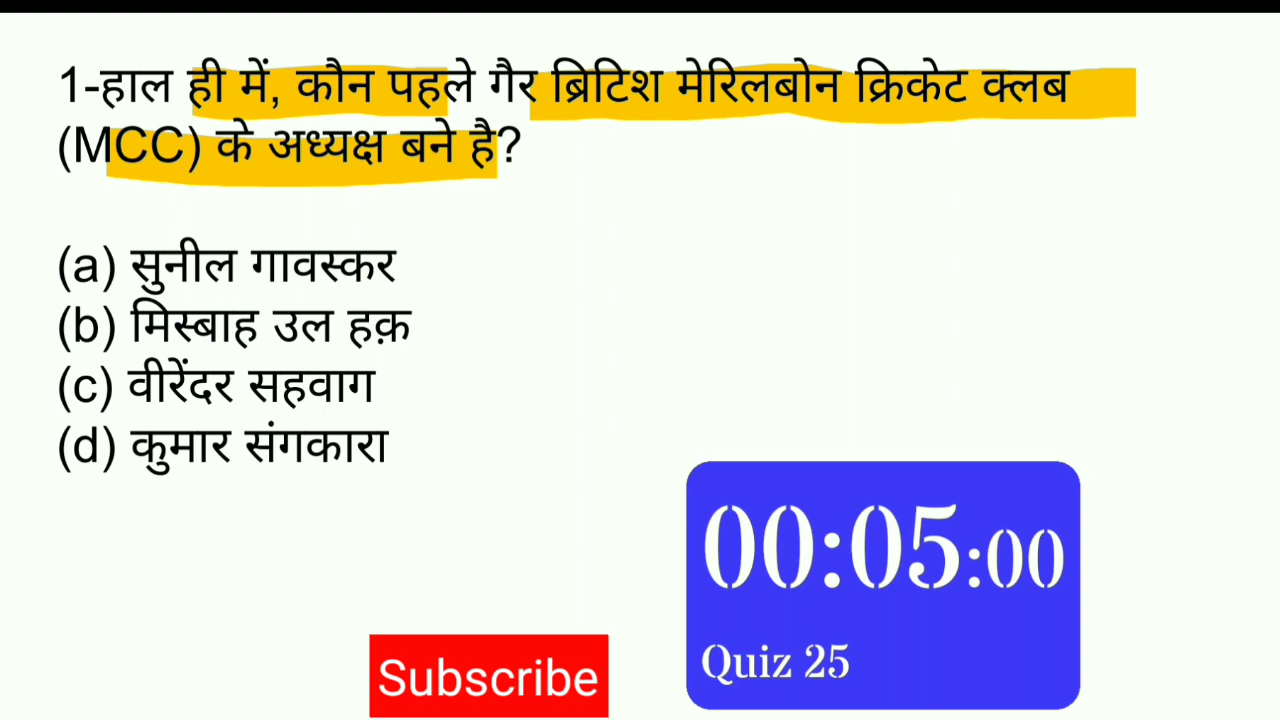 1-हाल ही में, कौन पहले गैर ब्रिटिश मेरिलबोन क्रिकेट क्लब
(MCC) के अध्यक्ष बने है?
(a) सुनील गावस्कर
(b) मिस्बाह उल हक़
(c) वीरेंदर सहवाग
(d) कुमार संगकारा
00:05:00
Quiz 25
Subscribe